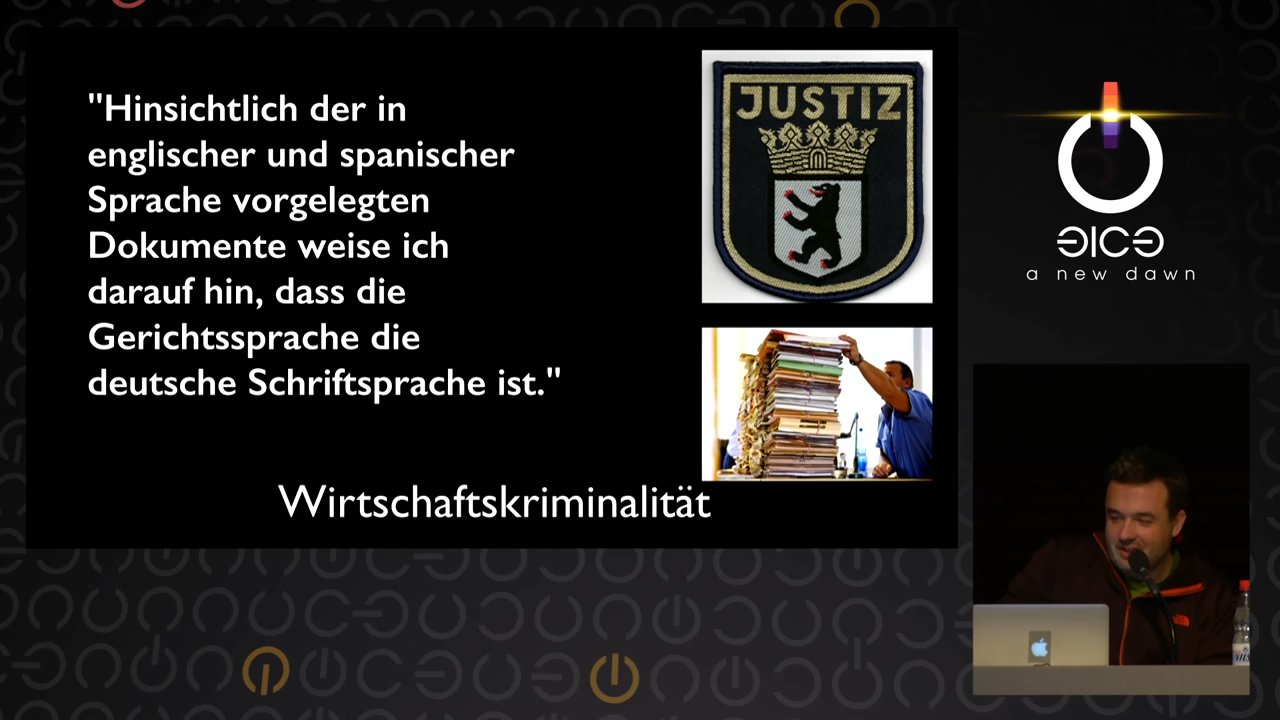 "Hinsichtlich der in
englischer und spanischer
Sprache vorgelegten
Dokumente weise ich
darauf hin, dass die
Gerichtssprache die
deutsche Schriftsprache ist."
JUSTIZ
Wirtschaftskriminalität
a new dawn